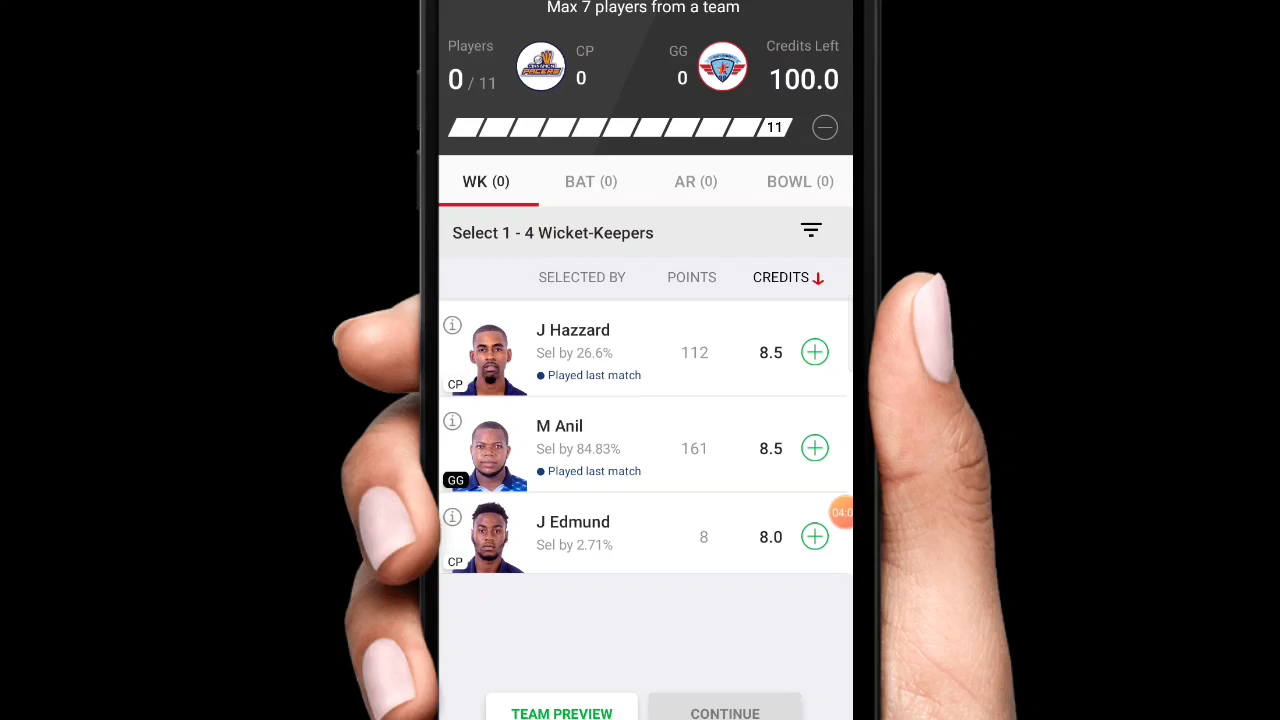 Max 7 players from a team
Players CP GG Credits Left
0 / 11 0 0 100.0
PACERS
11
WK (0) BAT (0) AR (0) BOWL (0)
Select 1 - 4 Wicket-Keepers
SELECTED BY POINTS CREDITS
J Hazzard
Sel by 26.6% 112 8.5
Played last match
CP
M Anil
Sel by 84.83% 161 8.5
Played last match
GG
J Edmund
Sel by 2.71% 8 8.0
CP
04:0
TEAM PREVIEW CONTINUE